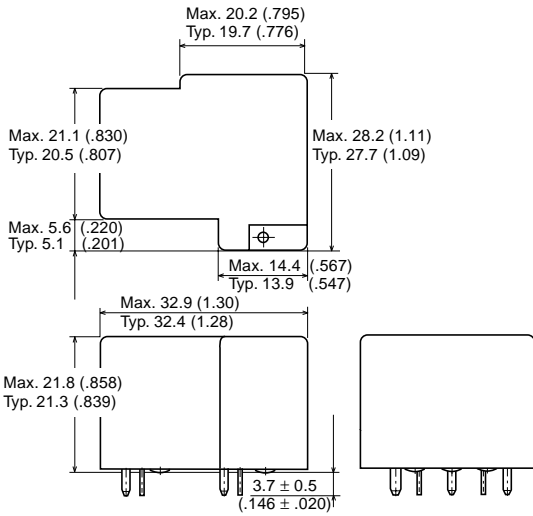 Max. 20.2 (.795)
Typ. 19.7 (.776)
Max. 21.1 (.830)
Typ. 20.5 (.807)
Max. 28.2 (1.11)
Typ. 27.7 (1.09)
Max. 5.6 (.220)
Typ. 5.1 (.201)
Max. 14.4 (.567)
Typ. 13.9 (.547)
Max. 32.9 (1.30)
Typ. 32.4 (1.28)
Max. 21.8 (.858)
Typ. 21.3 (.839)
3.7 ± 0.5
(.146 ± .020)